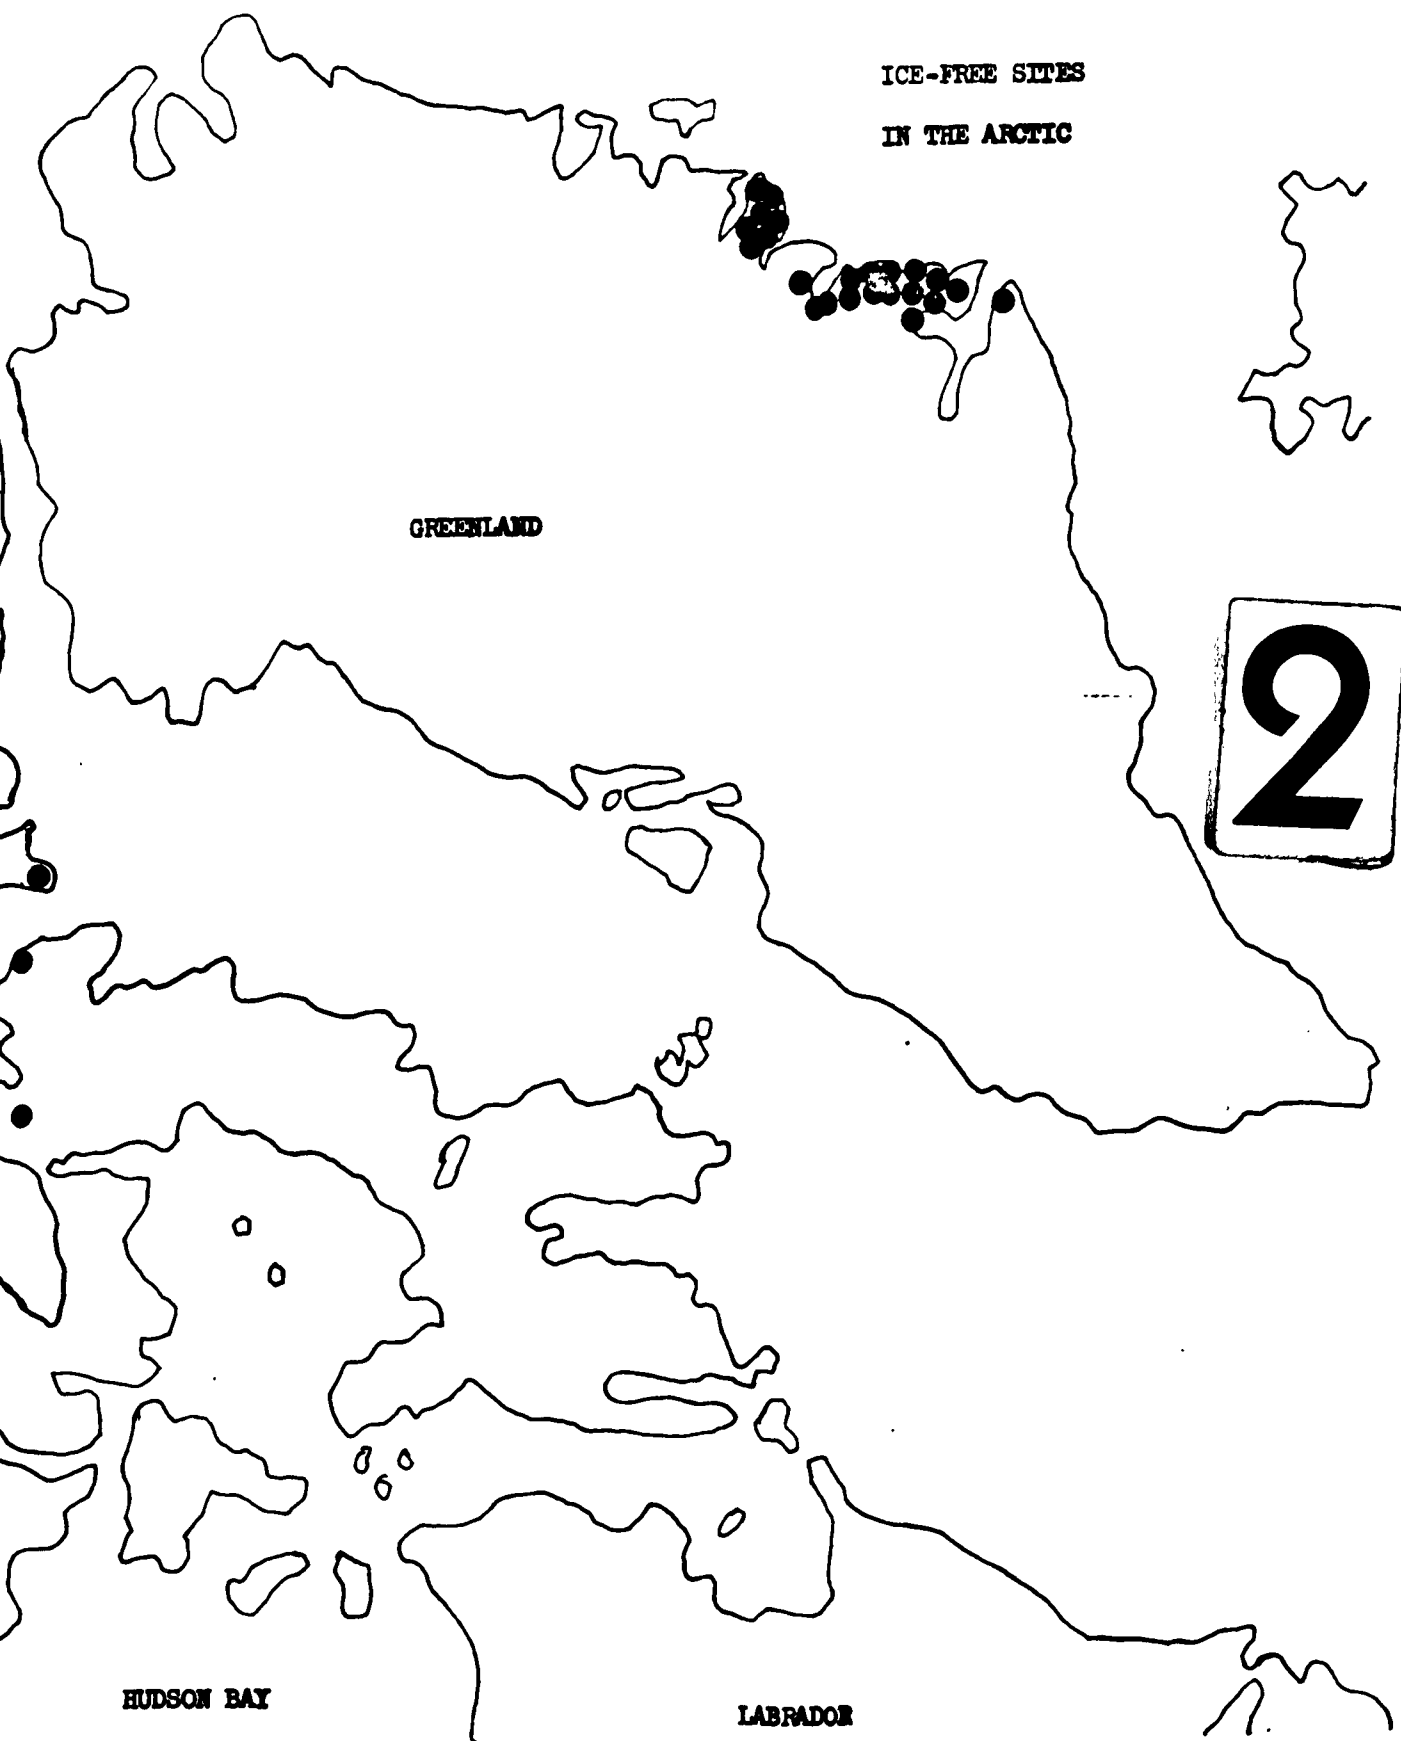 ICE-FREE SITES
IN THE ARCTIC
GREENLAND
2
HUDSON BAY
LABRADOR